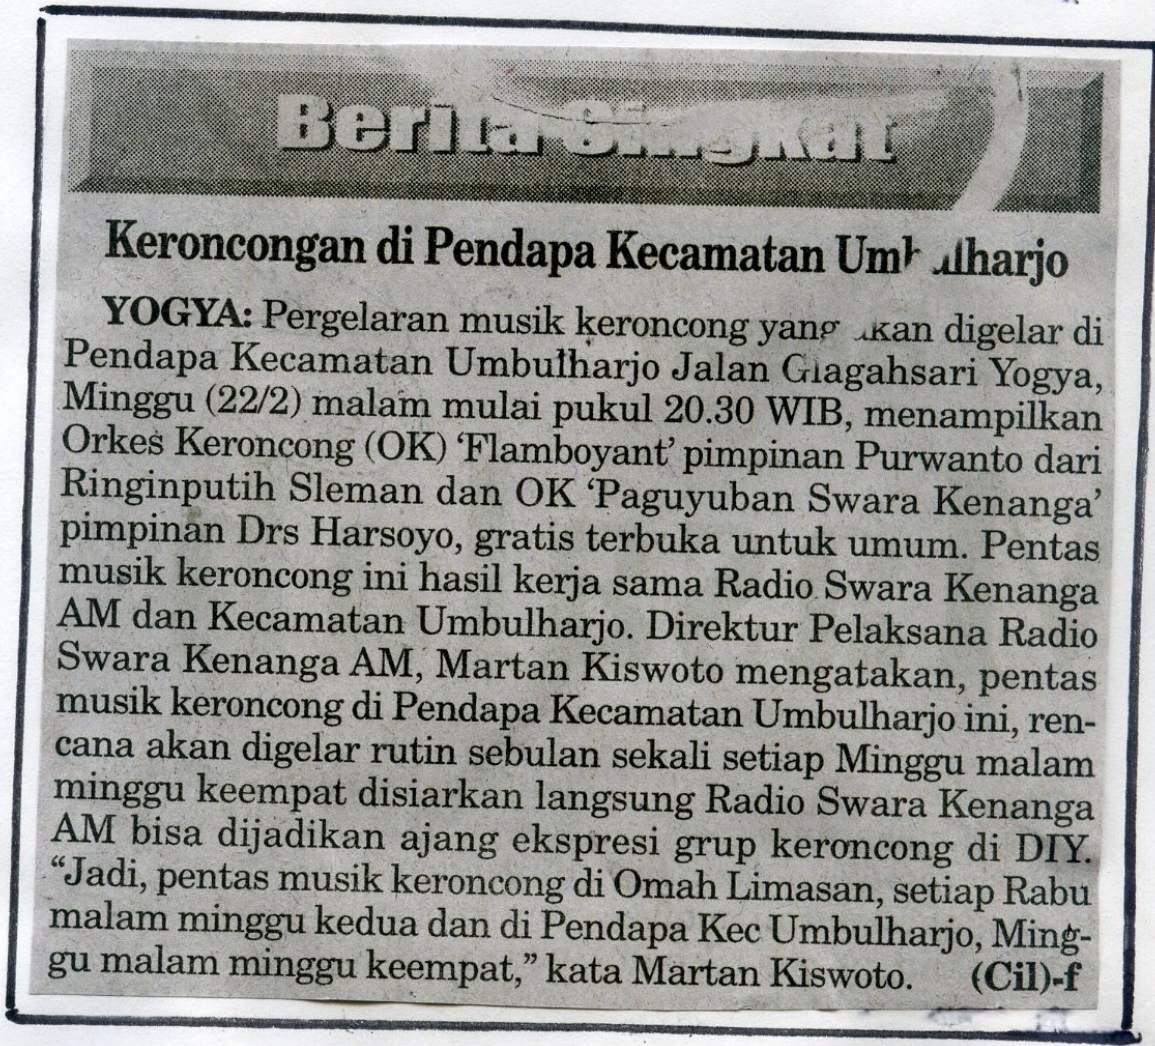 Berita Singkat
Keroncongan di Pendapa Kecamatan Umbulharjo
YOGYA: Pergelaran musik keroncong yang akan digelar di
Pendapa Kecamatan Umbulharjo Jalan Glagahsari Yogya,
Minggu (22/2) malam mulai pukul 20.30 WIB, menampilkan
Orkes Keroncong (OK) ‘Flamboyant’ pimpinan Purwanto dari
Ringinputih Sleman dan OK ‘Paguyuban Swara Kenanga’
pimpinan Drs Harsoyo, gratis terbuka untuk umum. Pentas
musik keroncong ini hasil kerja sama Radio Swara Kenanga
AM dan Kecamatan Umbulharjo. Direktur Pelaksana Radio
Swara Kenanga AM, Martan Kiswoto mengatakan, pentas
musik keroncong di Pendapa Kecamatan Umbulharjo ini, ren-
cana akan digelar rutin sebulan sekali setiap Minggu malam
minggu keempat disiarkan langsung Radio Swara Kenanga
AM bisa dijadikan ajang ekspresi grup keroncong di DIY.
“Jadi, pentas musik keroncong di Omah Limasan, setiap Rabu
malam minggu kedua dan di Pendapa Kec Umbulharjo, Ming-
gu malam minggu keempat,” kata Martan Kiswoto. (Cil)-f